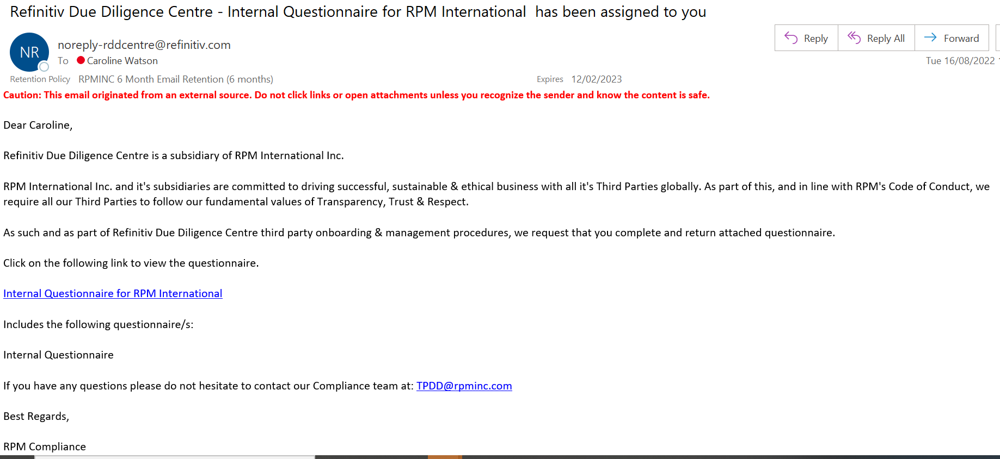 Refinitiv Due Diligence Centre - Internal Questionnaire for RPM International has been assigned to you
NR
noreply-rddcentre@refinitiv.com
To Caroline Watson
Reply
Reply All
Forward
Tue 16/08/2022
Retention Policy RPMINC 6 Month Email Retention (6 months)
Expires 12/02/2023
Caution: This email originated from an external source. Do not click links or open attachments unless you recognize the sender and know the content is safe.
Dear Caroline,
Refinitiv Due Diligence Centre is a subsidiary of RPM International Inc.
RPM International Inc. and it's subsidiaries are committed to driving successful, sustainable & ethical business with all it's Third Parties globally. As part of this, and in line with RPM's Code of Conduct, we
require all our Third Parties to follow our fundamental values of Transparency, Trust & Respect.
As such and as part of Refinitiv Due Diligence Centre third party onboarding & management procedures, we request that you complete and return attached questionnaire.
Click on the following link to view the questionnaire.
Internal Questionnaire for RPM International
Includes the following questionnaire/s:
Internal Questionnaire
If you have any questions please do not hesitate to contact our Compliance team at: TPDD@rpminc.com
Best Regards,
RPM Compliance